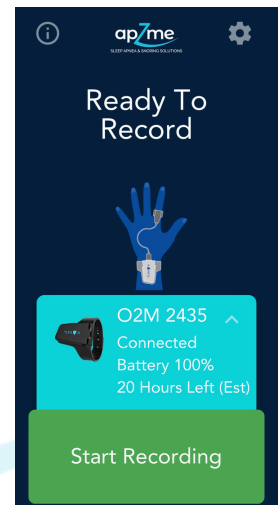 apZme
SLEEP APNEA & SNORING SOLUTIONS
Ready To
Record
O2M 2435
Connected
Battery 100%
20 Hours Left (Est)
Start Recording